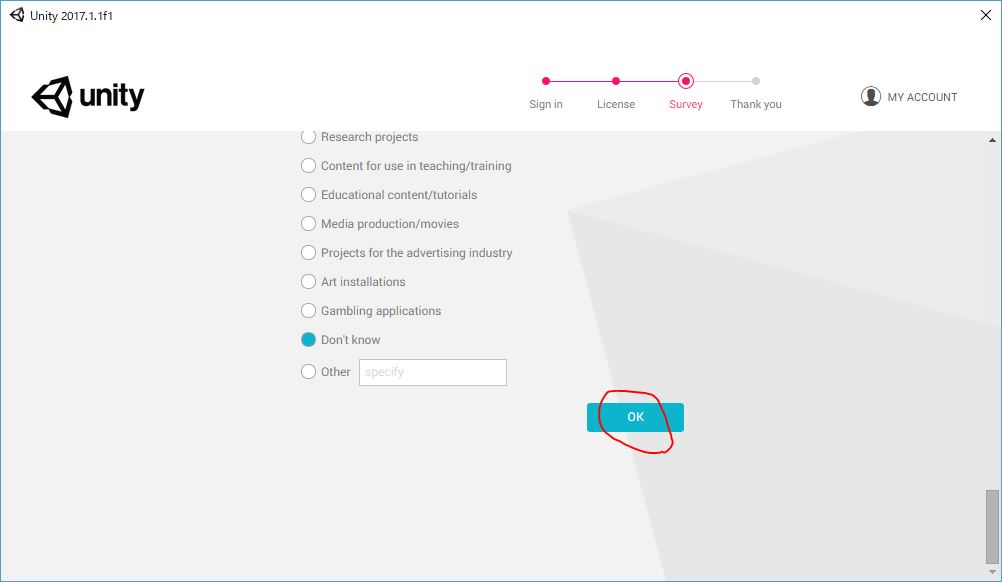 Unity 2017.1.1f1
unity
Sign in
License
Survey
Thank you
MY ACCOUNT
Research projects
Content for use in teaching/training
Educational content/tutorials
Media production/movies
Projects for the advertising industry
Art installations
Gambling applications
Don't know
Other specify
OK